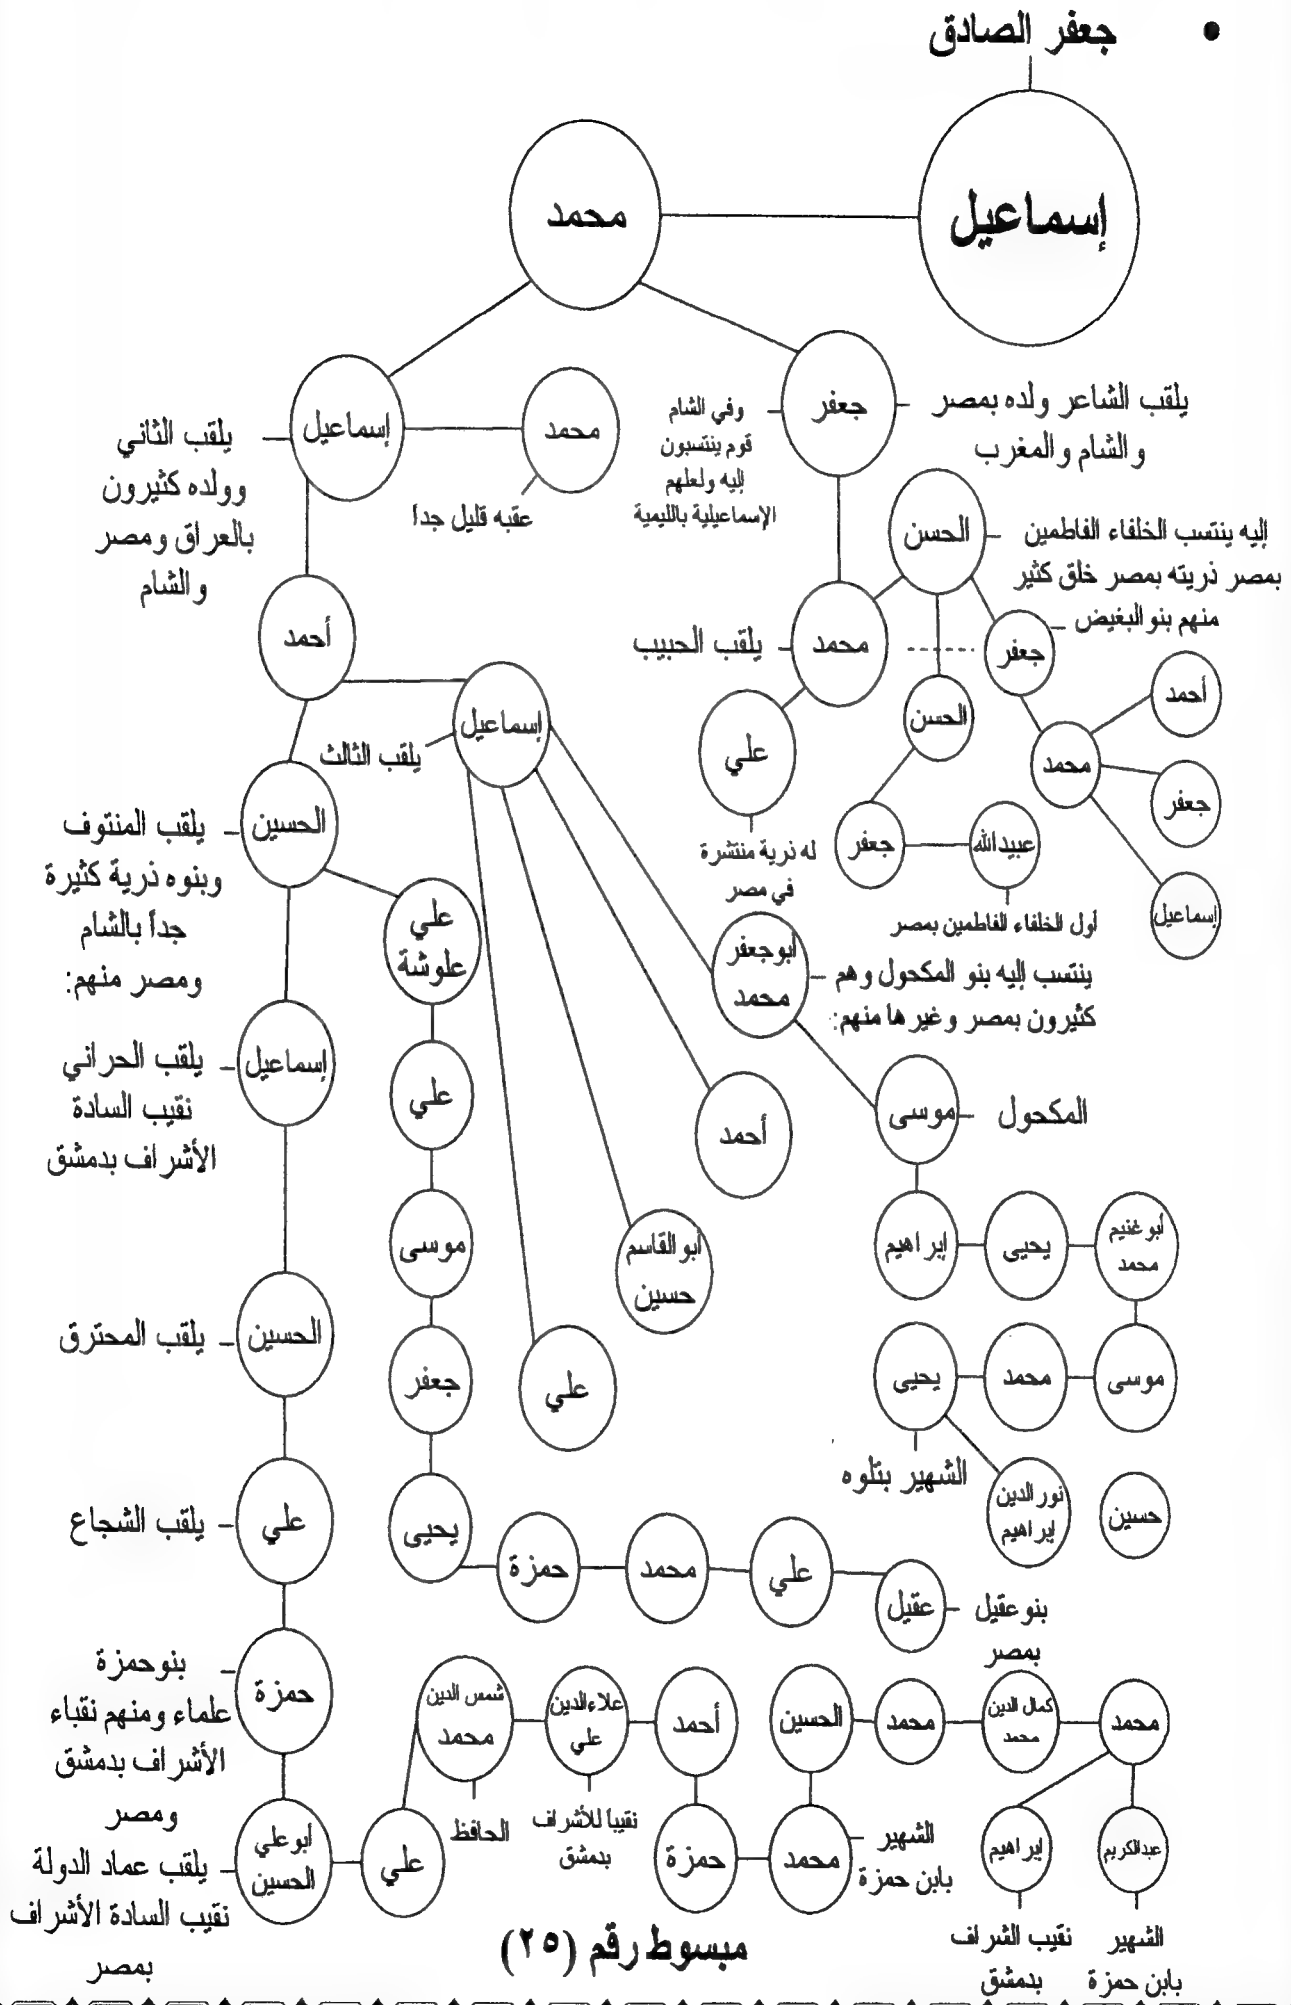 • جعفر الصادق
إسماعيل
محمد
جعفر
يلقب الشاعر ولده بمصر
والشام والمغرب
وفي الشام
قوم ينتسبون
إليه ولعلهم
الإسماعيلية بالليمية
محمد
عقبه قليل جداً
إسماعيل
يلقب الثاني
وولده كثيرون
بالعراق ومصر
والشام
الحسن
إليه ينتسب الخلفاء الفاطمين
بمصر ذريته بمصر خلق كثير
منهم بنو البغيض
جعفر
محمد
يلقب الحبيب
أحمد
إسماعيل
يلقب الثالث
علي
له ذرية منتشرة
في مصر
الحسن
محمد
أحمد
جعفر
إسماعيل
عبيدالله
جعفر
أول الخلفاء الفاطمين بمصر
الحسين
يلقب المنتوف
وبنوه ذرية كثيرة
جداً بالشام
ومصر منهم:
علي
علوشة
أبوجعفر
محمد
ينتسب إليه بنو المكحول وهم
كثيرون بمصر وغيرها منهم:
إسماعيل
يلقب الحراني
نقيب السادة
الأشراف بدمشق
علي
أحمد
موسى
المكحول
موسى
أبو القاسم
حسين
إبراهيم
يحيى
أبو غنيم
محمد
الحسين
يلقب المحترق
جعفر
علي
يحيى
محمد
موسى
الشهير بتلوه
نور الدين
إبراهيم
حسين
علي
يلقب الشجاع
يحيى
حمزة
محمد
علي
عقيل
بنو عقيل
بمصر
حمزة
بنوحمزة
علماء ومنهم نقباء
الأشراف بدمشق
ومصر
شمس الدين
محمد
الحافظ
علاءالدين
علي
نقيباً للأشراف
بدمشق
أحمد
الحسين
محمد
كمال الدين
محمد
محمد
أبوعلي
الحسين
يلقب عماد الدولة
نقيب السادة الأشراف
بمصر
علي
حمزة
محمد
الشهير
بابن حمزة
إبراهيم
نقيب الشراف
بدمشق
عبدالكريم
الشهير
بابن حمزة
مبسوط رقم (٢٥)